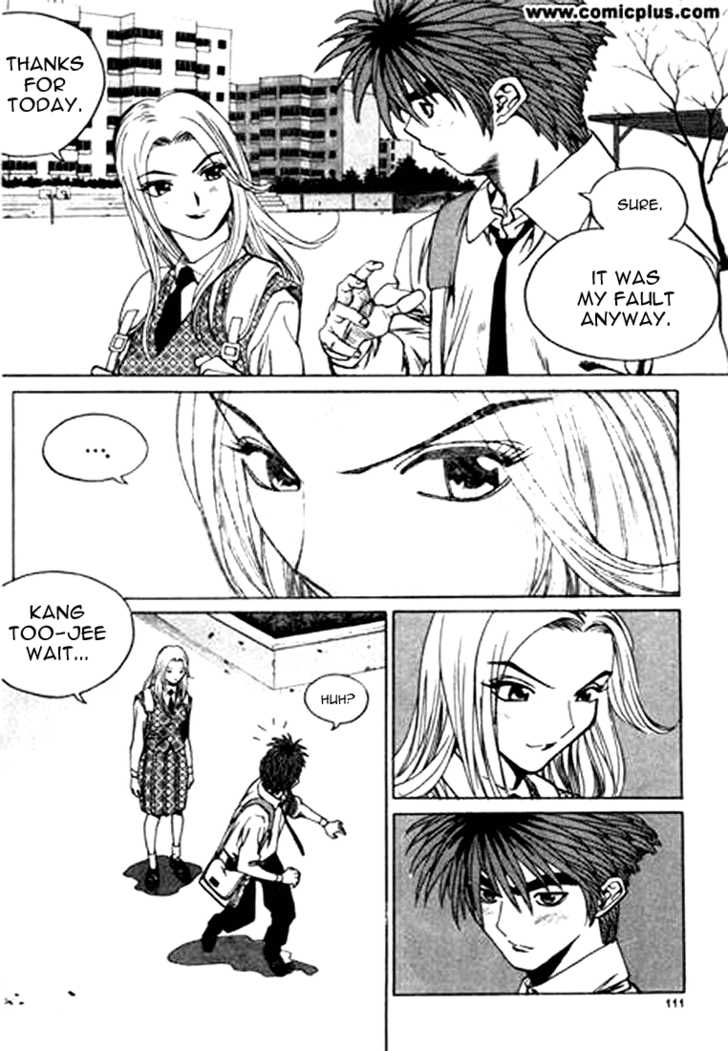 www.comicplus.com
THANKS
FOR
TODAY.
SURE.
IT WAS
MY FAULT
ANYWAY.
...,
KANG
TOO-JEE
WAIT...
HUH?
111